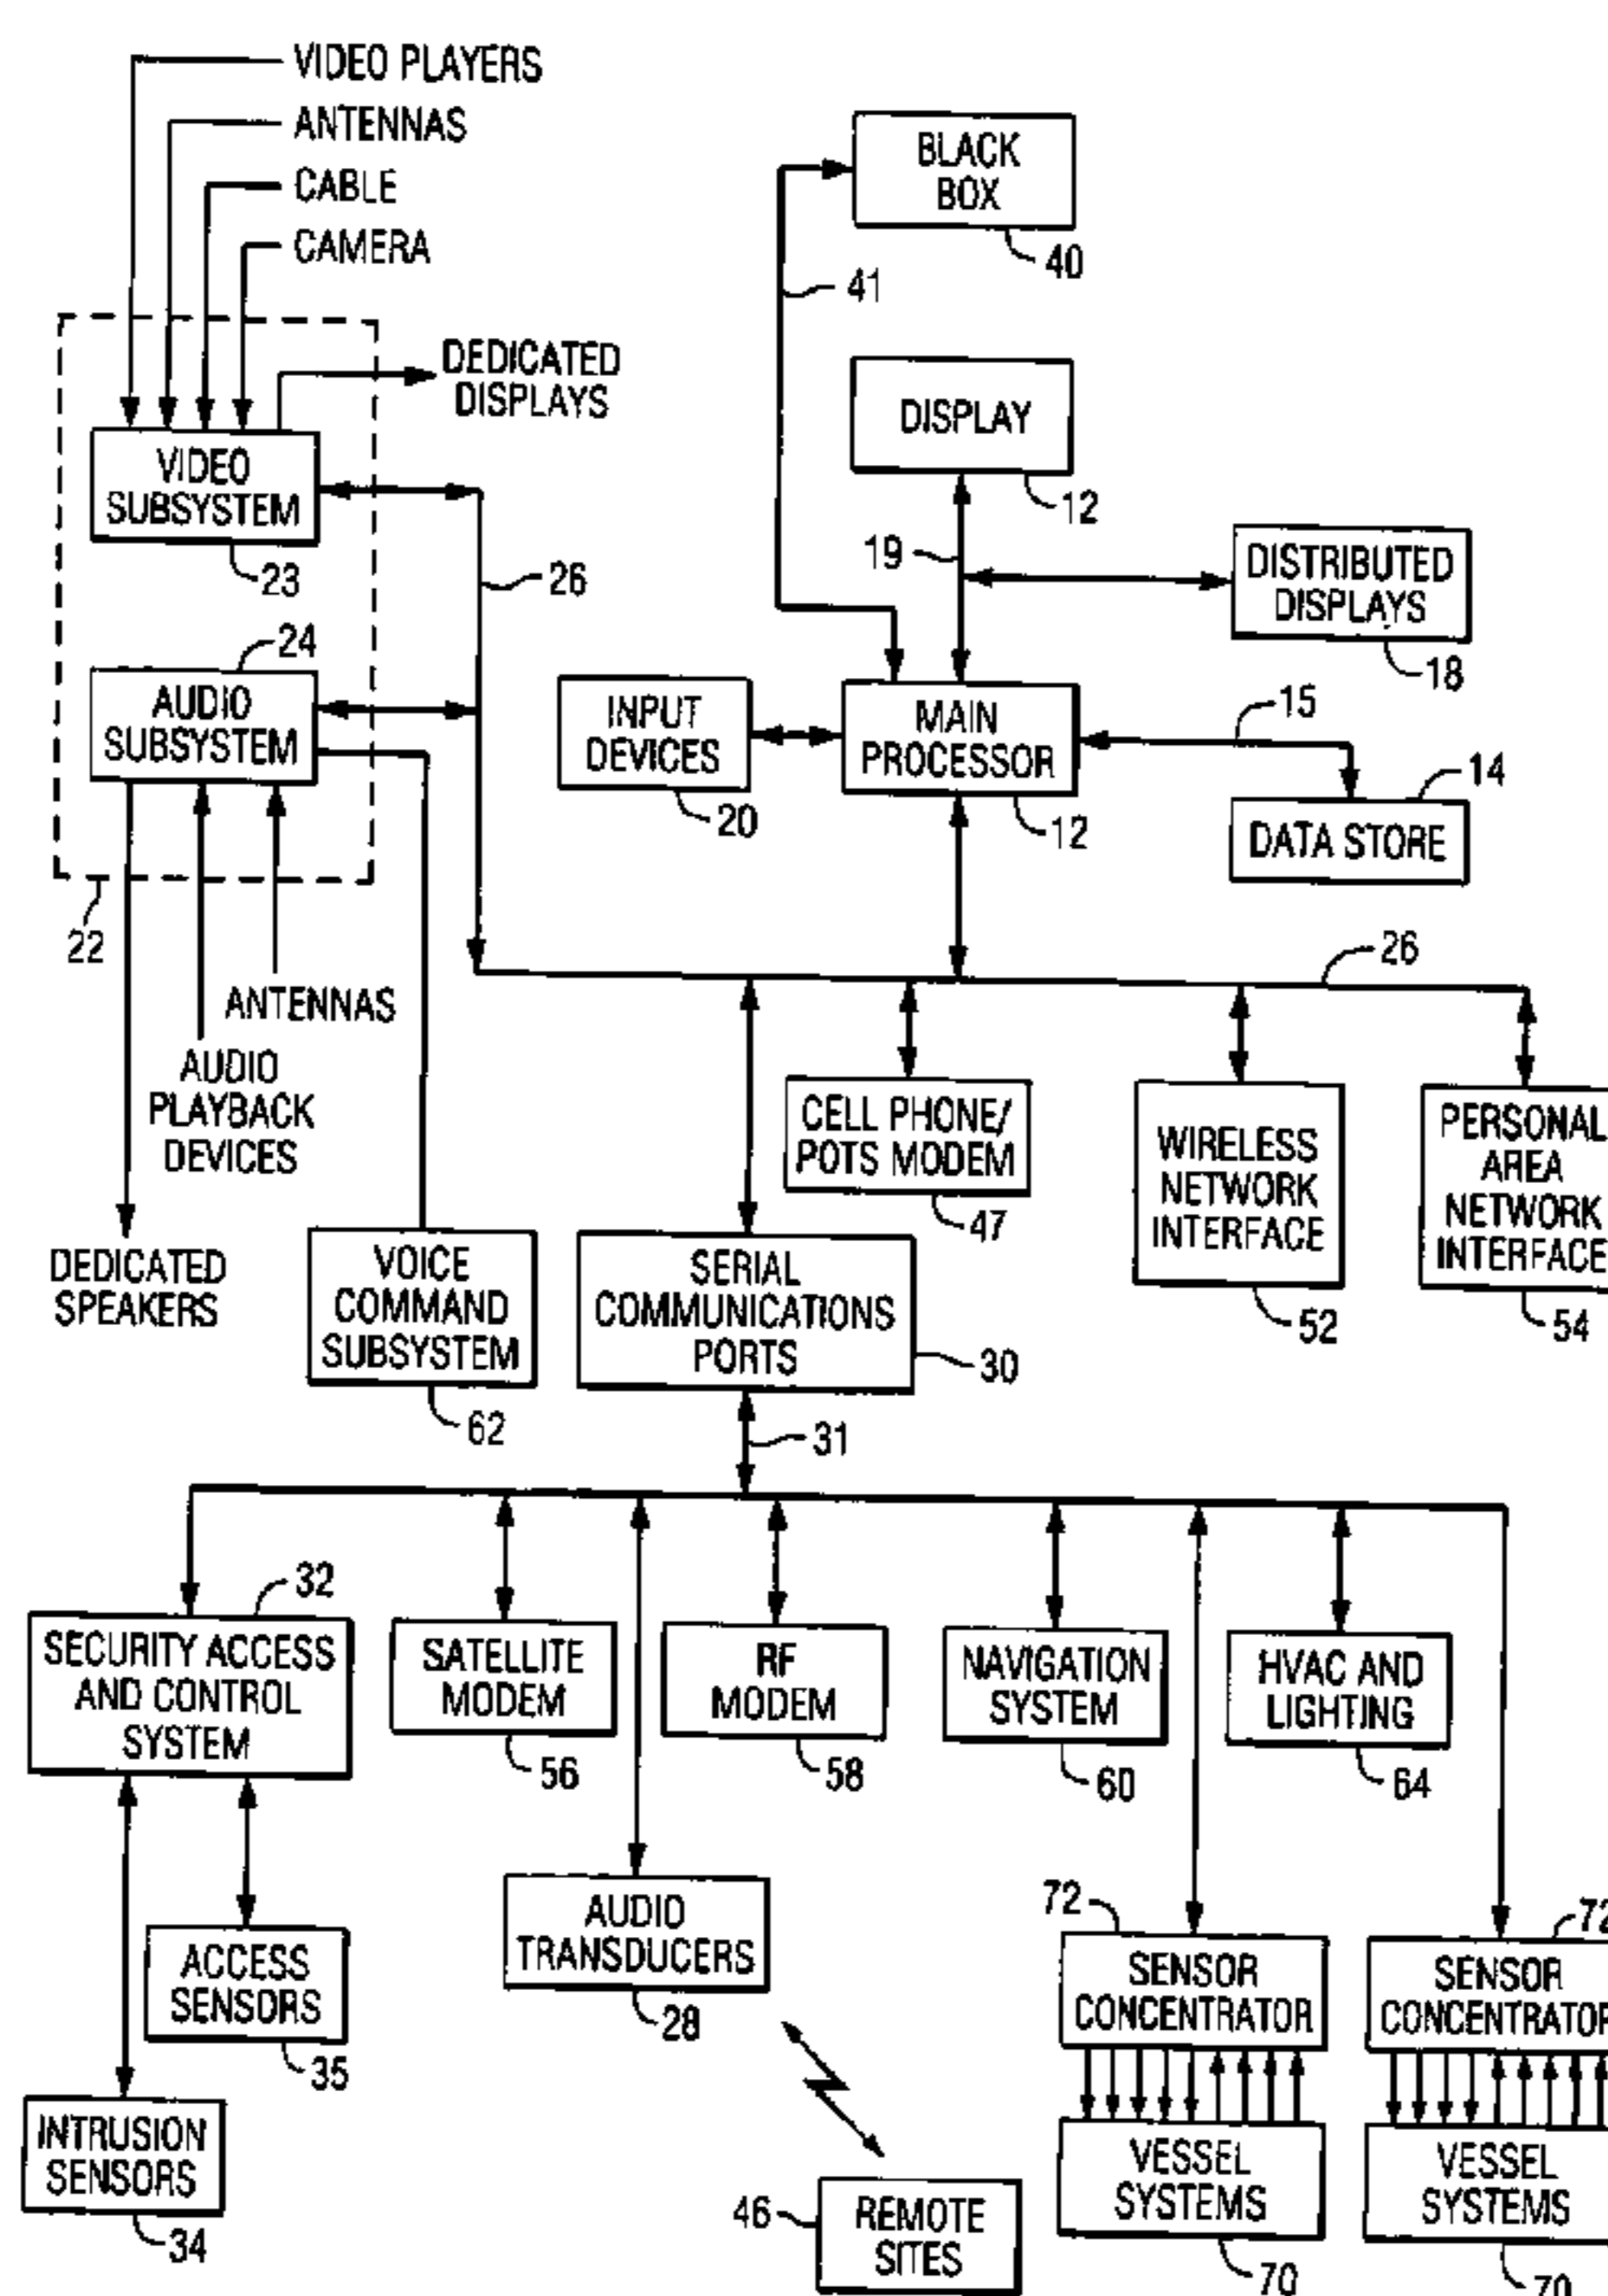 VIDEO PLAYERS
ANTENNAS
CABLE
CAMERA
BLACK
BOX
40
41
DEDICATED
DISPLAYS
DISPLAY
12
VIDEO
SUBSYSTEM
23
26
19
DISTRIBUTED
DISPLAYS
18
24
AUDIO
SUBSYSTEM
INPUT
DEVICES
20
MAIN
PROCESSOR
12
15
14
DATA STORE
22
26
ANTENNAS
AUDIO
PLAYBACK
DEVICES
DEDICATED
SPEAKERS
VOICE
COMMAND
SUBSYSTEM
62
SERIAL
COMMUNICATIONS
PORTS
30
CELL PHONE/
POTS MODEM
47
WIRELESS
NETWORK
INTERFACE
52
PERSONAL
AREA
NETWORK
INTERFACE
54
31
32
SECURITY ACCESS
AND CONTROL
SYSTEM
SATELLITE
MODEM
56
RF
MODEM
58
NAVIGATION
SYSTEM
60
HVAC AND
LIGHTING
64
ACCESS
SENSORS
35
AUDIO
TRANSDUCERS
28
72
SENSOR
CONCENTRATOR
72
SENSOR
CONCENTRATOR
INTRUSION
SENSORS
34
46
REMOTE
SITES
VESSEL
SYSTEMS
70
VESSEL
SYSTEMS
70